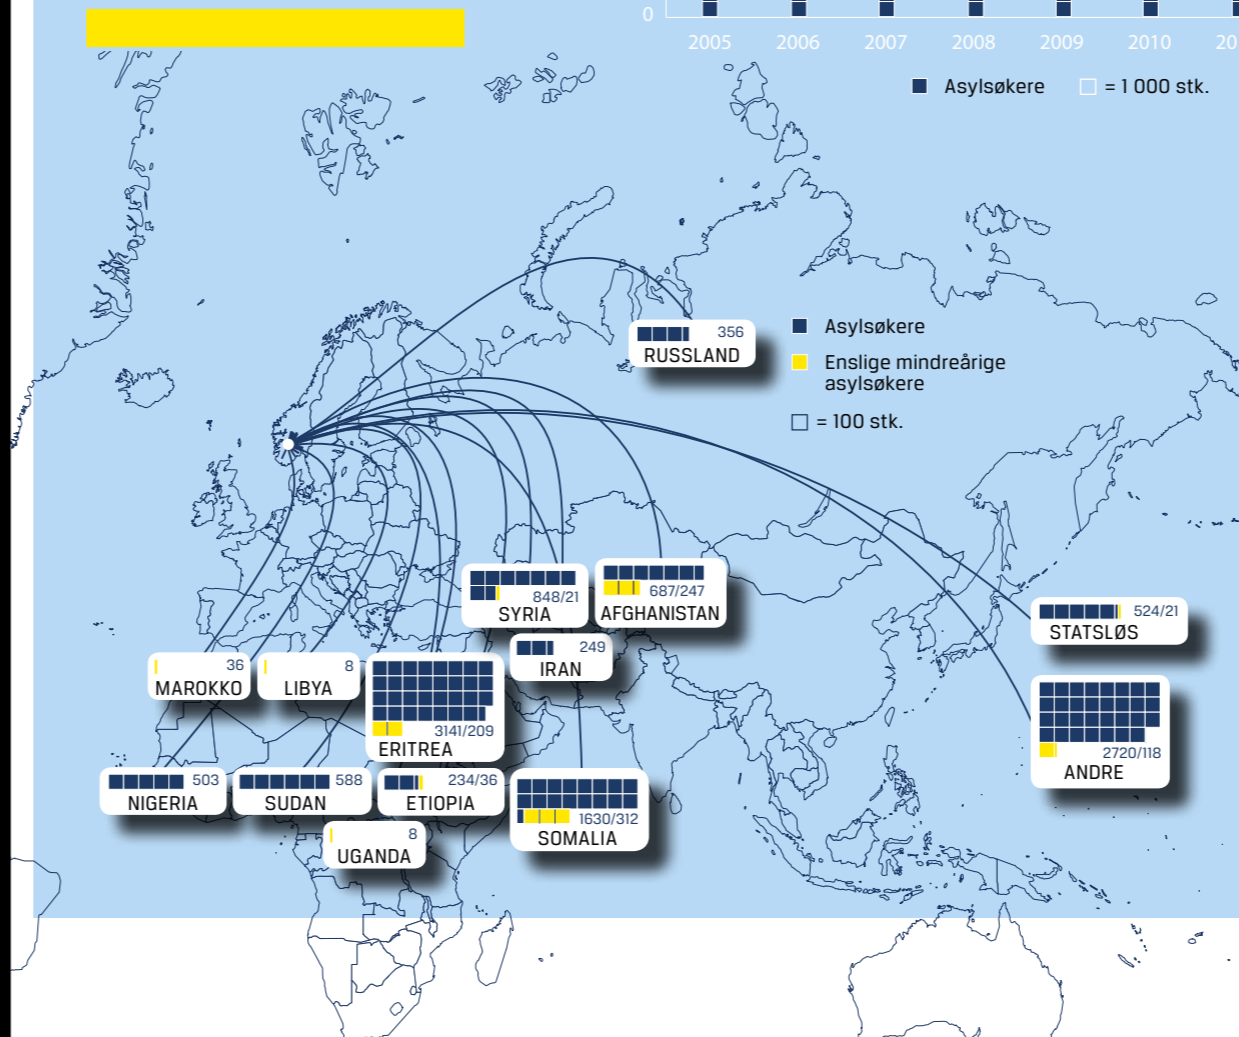 0
2005 2006 2007 2008 2009 2010
Asylsøkere = 1 000 stk.
356
RUSSLAND
Asylsøkere
Enslige mindreårige
asylsøkere
= 100 stk.
848/21
SYRIA
687/247
AFGHANISTAN
524/21
STATSLØS
249
IRAN
36
MAROKKO
8
LIBYA
3141/209
ERITREA
2720/118
ANDRE
503
NIGERIA
588
SUDAN
234/36
ETIOPIA
1630/312
SOMALIA
8
UGANDA